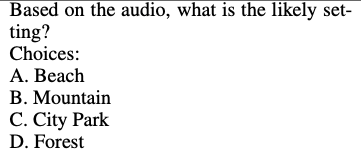 Based on the audio, what is the likely set-
ting?
Choices:
A. Beach
B. Mountain
C. City Park
D. Forest